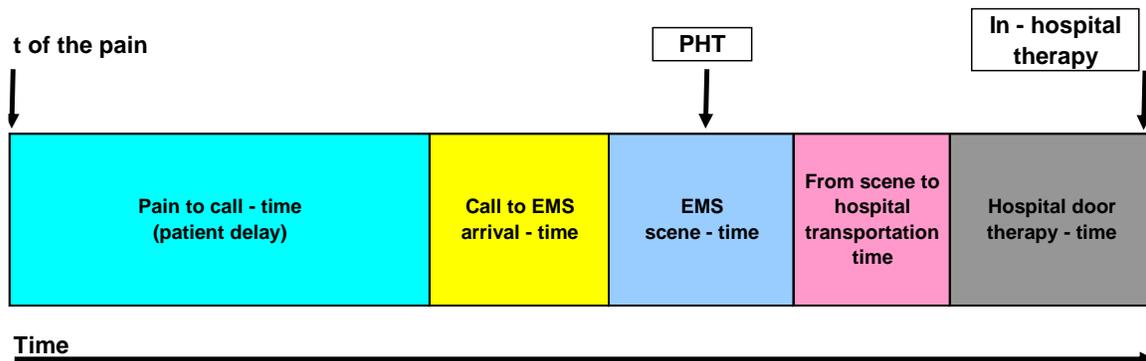 t of the pain
PHT
In - hospital
therapy
Pain to call - time
(patient delay)
Call to EMS
arrival - time
EMS
scene - time
From scene to
hospital
transportation
time
Hospital door
therapy - time
Time